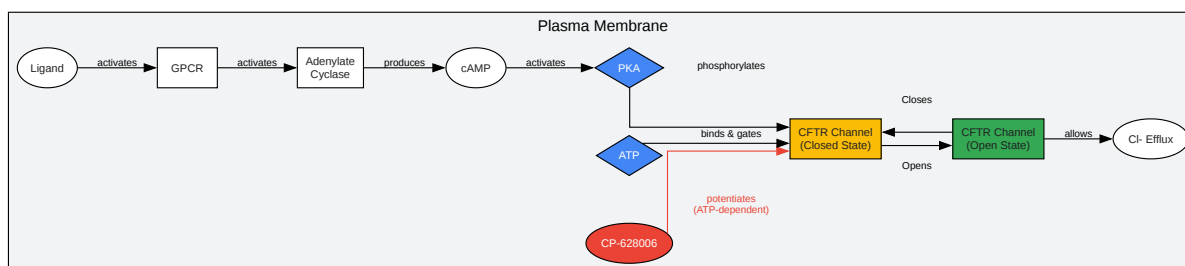 Plasma Membrane
Ligand
activates
GPCR
activates
Adenylate
Cyclase
produces
cAMP
activates
PKA
phosphorylates
Closes
CFTR Channel
(Closed State)
CFTR Channel
(Open State)
allows
Cl- Efflux
binds & gates
ATP
Opens
potentiates
(ATP-dependent)
CP-628006